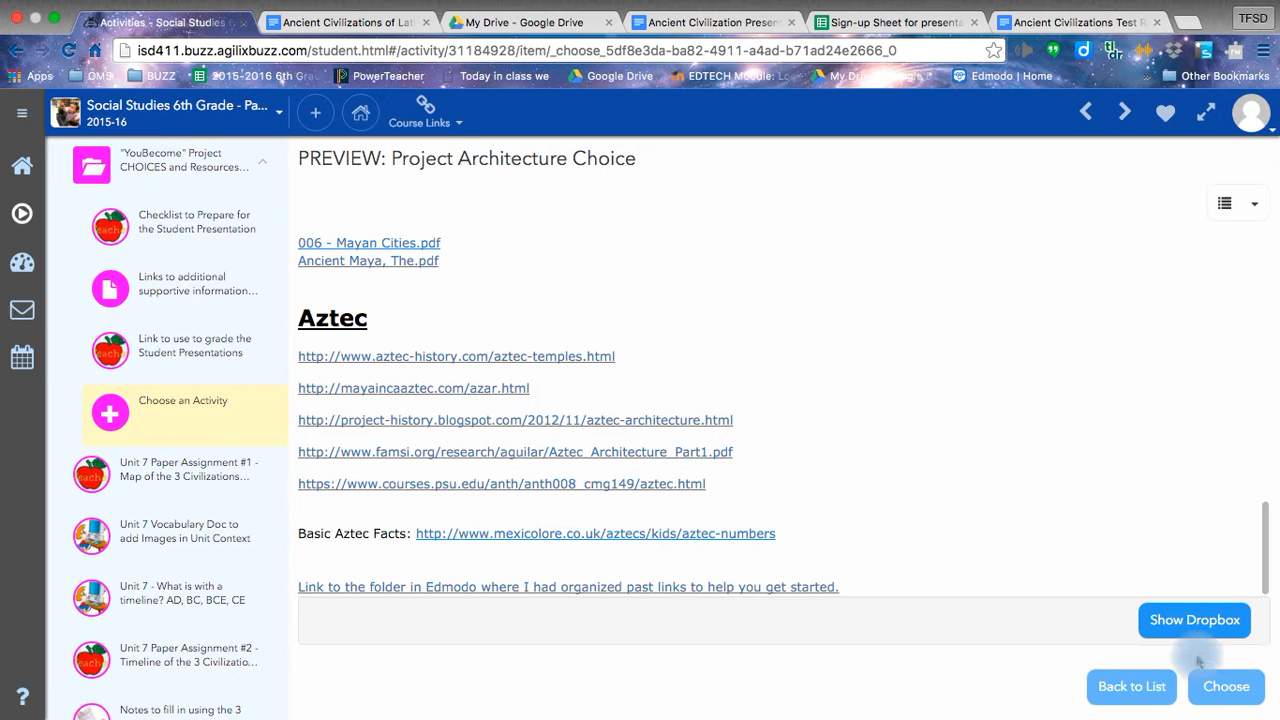 Activities - Social Studies 6
Ancient Civilizations of Lat
My Drive - Google Drive
Ancient Civilization Presen
Sign-up Sheet for presenta
Ancient Civilizations Test R
TFSD
isd411.buzz.agilixbuzz.com/student.html#/activity/31184928/item/_choose_5df8e3da-ba82-4911-a4ad-b71ad24e2666_0
Apps
OMS
BUZZ
2015-2016 6th Gra
PowerTeacher
Today in class we
Google Drive
EDTECH Moodle: Lo
My Drive - Google D
Edmodo | Home
Other Bookmarks
Social Studies 6th Grade - Pa...
2015-16
Course Links
"YouBecome" Project
CHOICES and Resources...
Checklist to Prepare for
the Student Presentation
Links to additional
supportive information...
Link to use to grade the
Student Presentations
Choose an Activity
Unit 7 Paper Assignment #1 -
Map of the 3 Civilizations...
Unit 7 Vocabulary Doc to
add Images in Unit Context
Unit 7 - What is with a
timeline? AD, BC, BCE, CE
Unit 7 Paper Assignment #2 -
Timeline of the 3 Civilizatio...
Notes to fill in using the 3
PREVIEW: Project Architecture Choice
006 - Mayan Cities.pdf
Ancient Maya, The.pdf
Aztec
http://www.aztec-history.com/aztec-temples.html
http://mayaincaaztec.com/azar.html
http://project-history.blogspot.com/2012/11/aztec-architecture.html
http://www.famsi.org/research/aguilar/Aztec_Architecture_Part1.pdf
https://www.courses.psu.edu/anth/anth008_cmg149/aztec.html
Basic Aztec Facts: http://www.mexicolore.co.uk/aztecs/kids/aztec-numbers
Link to the folder in Edmodo where I had organized past links to help you get started.
Show Dropbox
Back to List
Choose